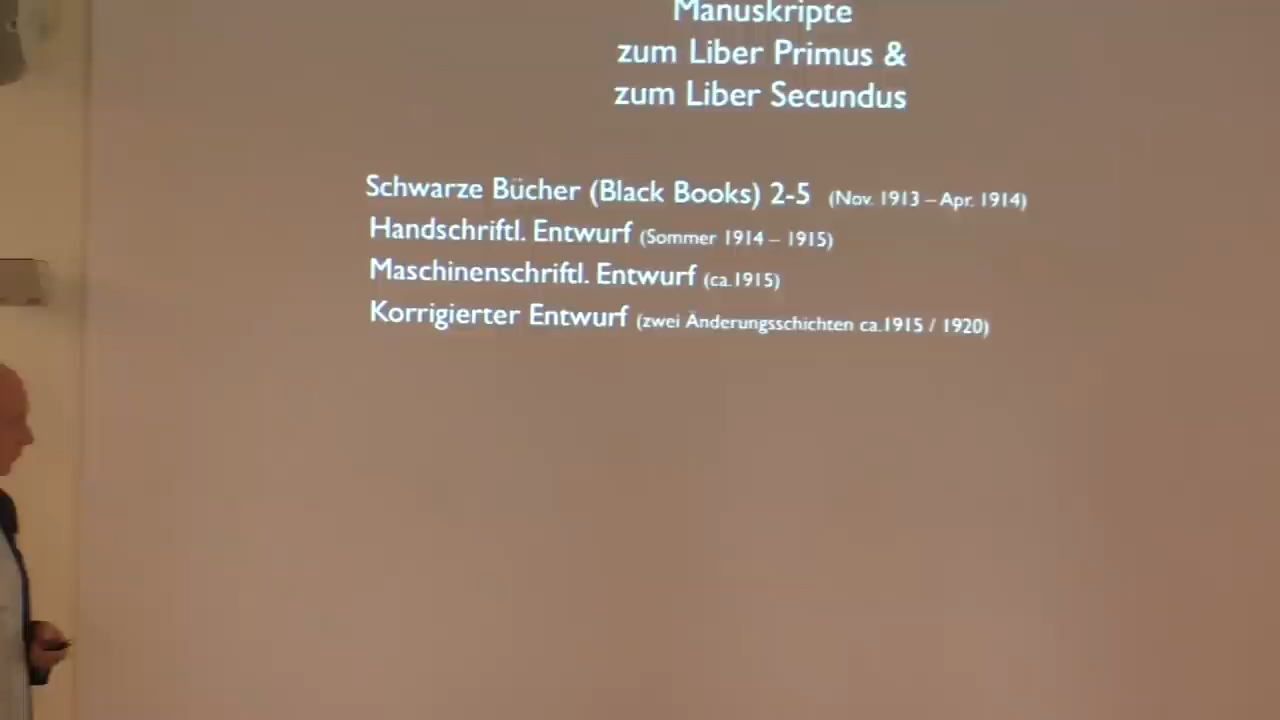 Manuskripte
zum Liber Primus &
zum Liber Secundus
Schwarze Bücher (Black Books) 2-5 (Nov. 1913 – Apr. 1914)
Handschriftl. Entwurf (Sommer 1914 – 1915)
Maschinenschriftl. Entwurf (ca.1915)
Korrigierter Entwurf (zwei Änderungsschichten ca.1915 / 1920)